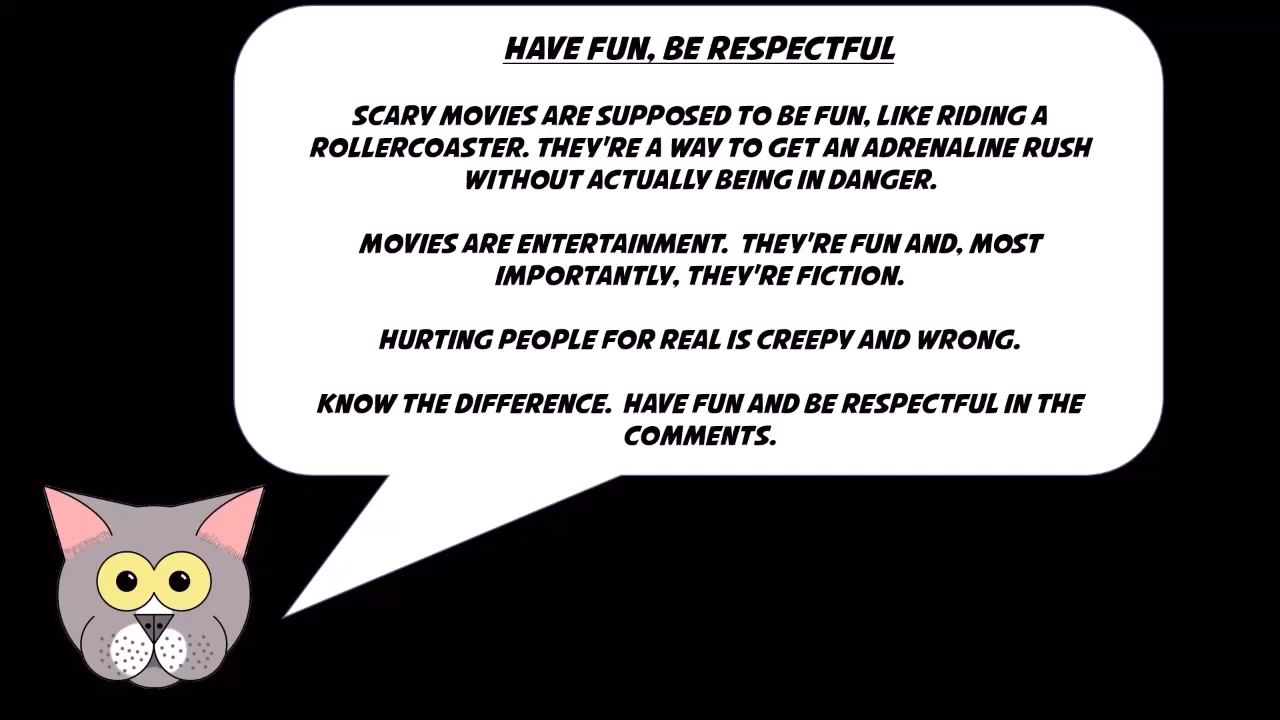 HAVE FUN, BE RESPECTFUL
SCARY MOVIES ARE SUPPOSED TO BE FUN, LIKE RIDING A
ROLLERCOASTER. THEY'RE A WAY TO GET AN ADRENALINE RUSH
WITHOUT ACTUALLY BEING IN DANGER.
MOVIES ARE ENTERTAINMENT. THEY'RE FUN AND, MOST
IMPORTANTLY, THEY'RE FICTION.
HURTING PEOPLE FOR REAL IS CREEPY AND WRONG.
KNOW THE DIFFERENCE. HAVE FUN AND BE RESPECTFUL IN THE
COMMENTS.